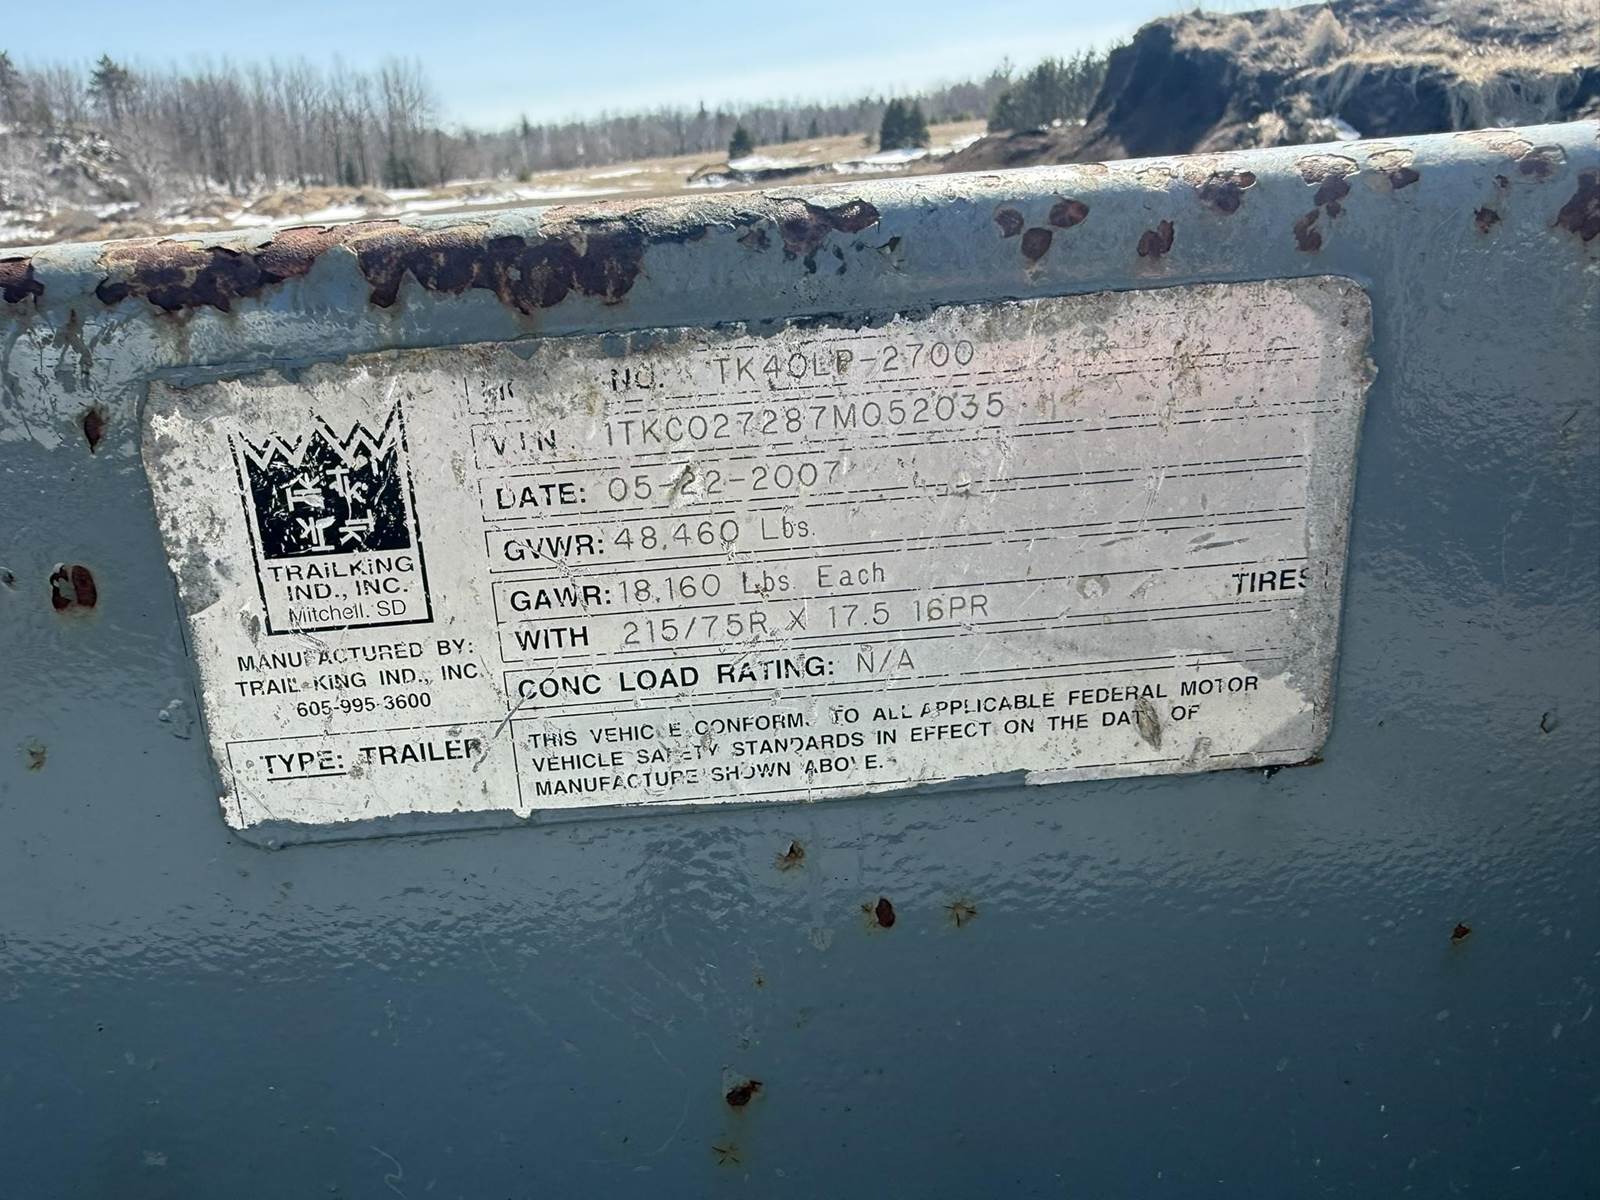 NO. TK40LP-2700
V.I.N. 1TKC027287M052035
DATE: 05-22-2007
GVWR: 48,460 Lbs.
GAWR: 18,160 Lbs. Each
WITH 215/75R X 17.5 16PR TIRES
CONC LOAD RATING: N/A
TRAILKING
IND., INC.
Mitchell, SD
MANUFACTURED BY:
TRAIL KING IND., INC.
605-995-3600
TYPE: TRAILER
THIS VEHICLE CONFORMS TO ALL APPLICABLE FEDERAL MOTOR
VEHICLE SAFETY STANDARDS IN EFFECT ON THE DATE OF
MANUFACTURE SHOWN ABOVE.